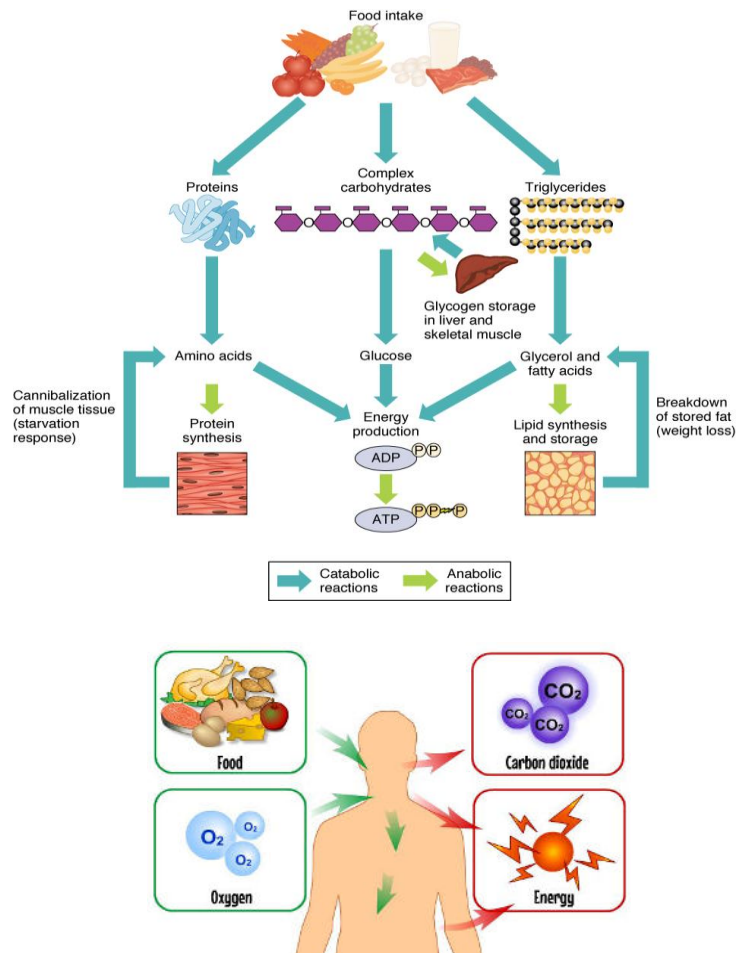 Food intake
Proteins
Complex
carbohydrates
Triglycerides
Glycogen storage
in liver and
skeletal muscle
Amino acids
Glucose
Glycerol and
fatty acids
Cannibalization
of muscle tissue
(starvation
response)
Protein
synthesis
Energy
production
Lipid synthesis
and storage
Breakdown
of stored fat
(weight loss)
ADP P P
ATP P P P
Catabolic
reactions
Anabolic
reactions
CO2
CO2
CO2
Food
Carbon dioxide
O2
O2
O2
Oxygen
Energy